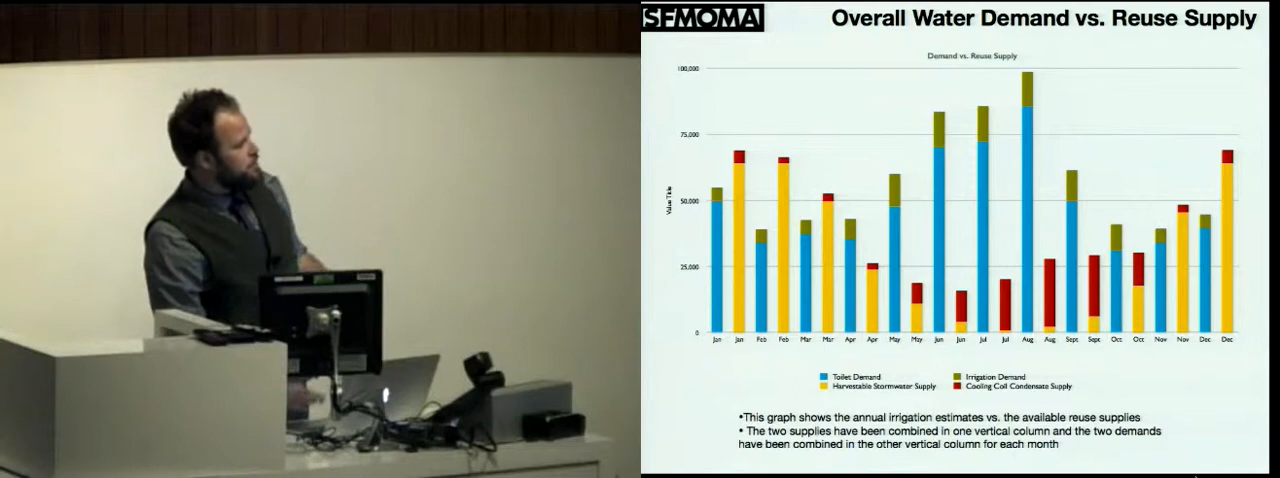 SFMOMA
Overall Water Demand vs. Reuse Supply
Demand vs. Reuse Supply
100,000
75,000
50,000
25,000
0
Value Title
Jan Jan Feb Feb Mar Mar Apr Apr May May Jun Jun Jul Jul Aug Aug Sept Sept Oct Oct Nov Nov Dec Dec
Toilet Demand Irrigation Demand
Harvestable Stormwater Supply Cooling Coil Condensate Supply
•This graph shows the annual irrigation estimates vs. the available reuse supplies
• The two supplies have been combined in one vertical column and the two demands
have been combined in the other vertical column for each month